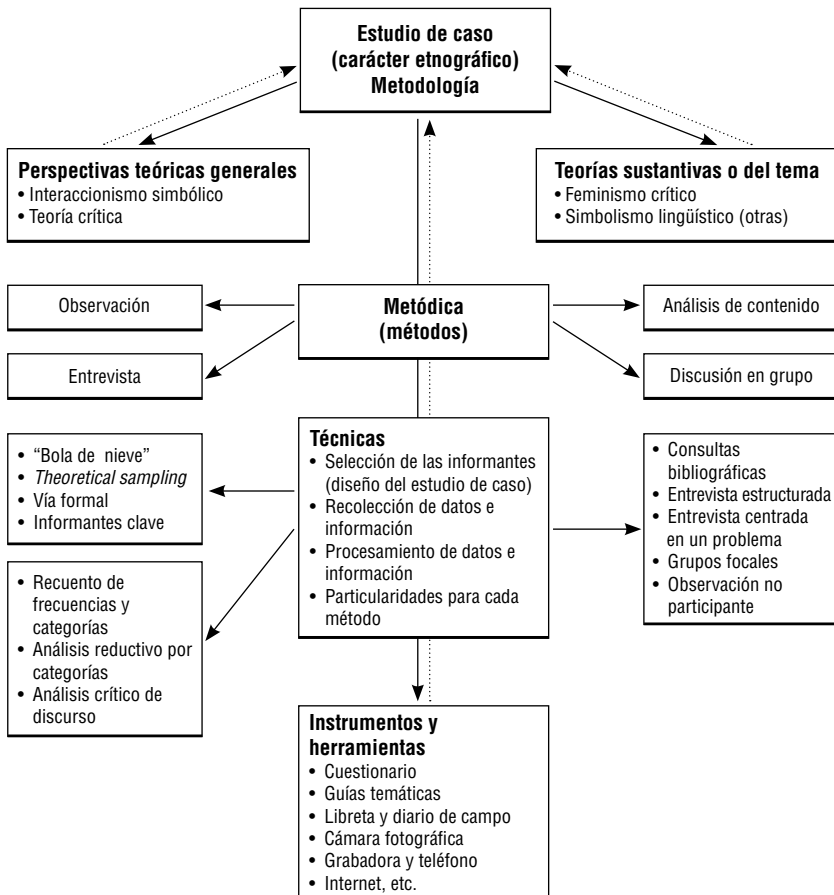 Estudio de caso
(carácter etnográfico)
Metodología
Perspectivas teóricas generales
• Interaccionismo simbólico
• Teoría crítica
Teorías sustantivas o del tema
• Feminismo crítico
• Simbolismo lingüístico (otras)
Observación
Entrevista
Metódica
(métodos)
Análisis de contenido
Discusión en grupo
• “Bola de nieve”
• Theoretical sampling
• Vía formal
• Informantes clave
• Recuento de
frecuencias y
categorías
• Análisis reductivo por
categorías
• Análisis crítico de
discurso
Técnicas
• Selección de las informantes
(diseño del estudio de caso)
• Recolección de datos e
información
• Procesamiento de datos e
información
• Particularidades para cada
método
• Consultas
bibliográficas
• Entrevista estructurada
• Entrevista centrada
en un problema
• Grupos focales
• Observación no
participante
Instrumentos y
herramientas
• Cuestionario
• Guías temáticas
• Libreta y diario de campo
• Cámara fotográfica
• Grabadora y teléfono
• Internet, etc.